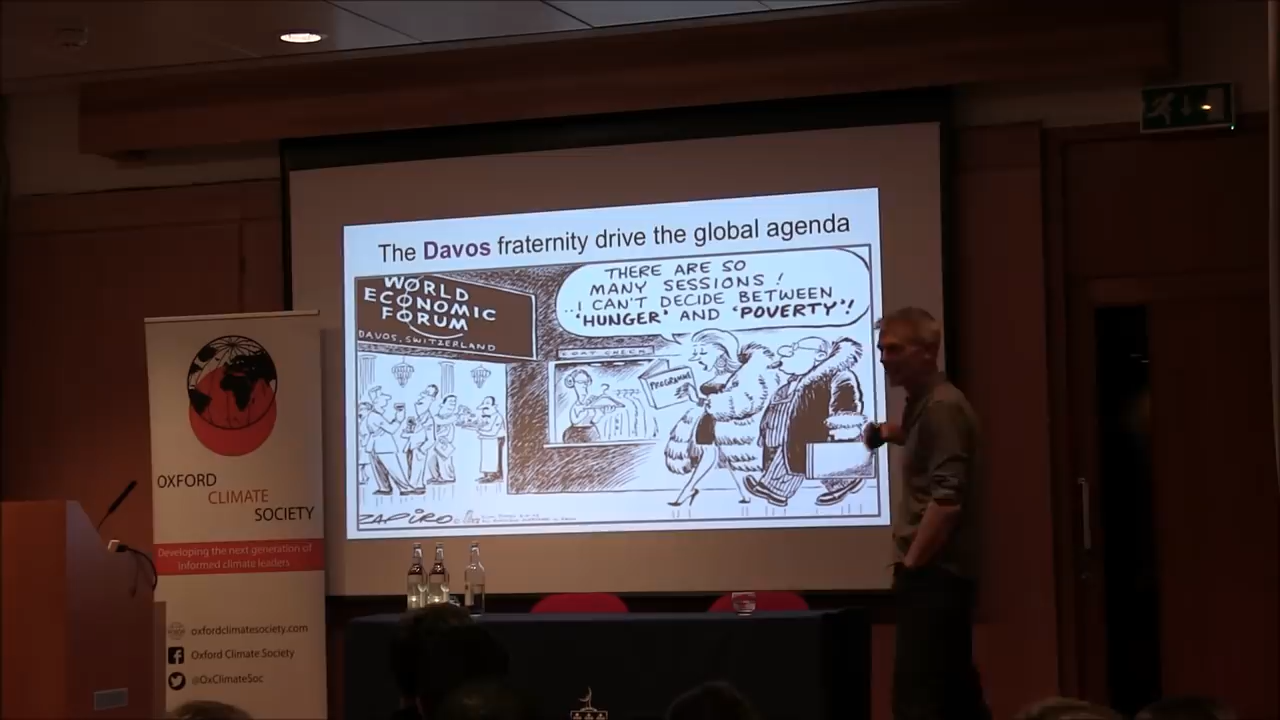 The Davos fraternity drive the global agenda
WORLD
ECONOMIC
FORUM
DAVOS, SWITZERLAND
THERE ARE SO
MANY SESSIONS!
..I CAN'T DECIDE BETWEEN
'HUNGER' AND 'POVERTY'!
COAT CHECK
PROGRAMME
ZAPIRO
OXFORD
CLIMATE
SOCIETY
Developing the next generation of
informed climate leaders
oxfordclimatesociety.com
Oxford Climate Society
@OxClimateSoc